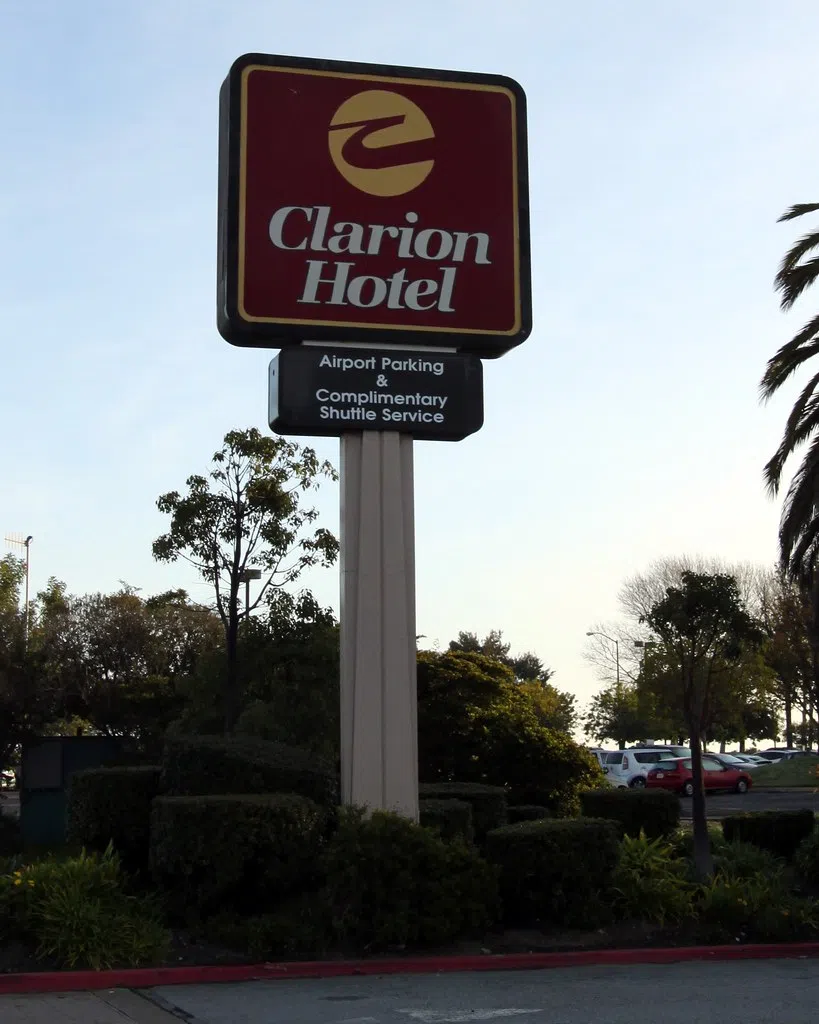 Clarion
Hotel
Airport Parking
&
Complimentary
Shuttle Service